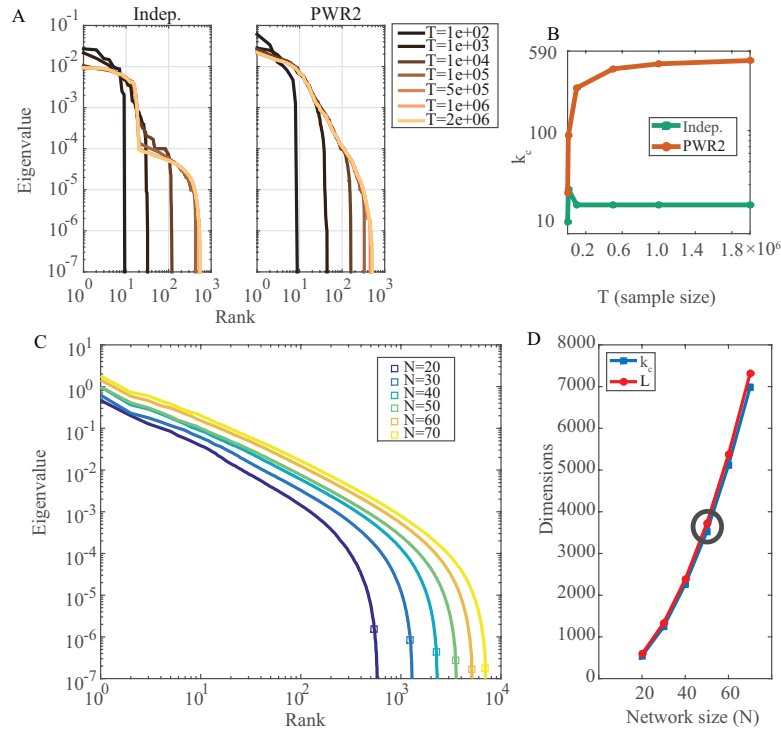 A
Indep.
PWR2
10^0
10^-1
10^-2
10^-3
10^-4
10^-5
10^-6
10^-7
Eigenvalue
10^0 10^1 10^2 10^3
10^0 10^1 10^2 10^3
Rank
T=1e+02
T=1e+03
T=1e+04
T=1e+05
T=5e+05
T=1e+06
T=2e+06
B
590
100
10
k_c
Indep.
PWR2
0.2 0.6 1.0 1.4 1.8 ×10^6
T (sample size)
C
10^1
10^0
10^-1
10^-2
10^-3
10^-4
10^-5
10^-6
10^-7
Eigenvalue
N=20
N=30
N=40
N=50
N=60
N=70
10^0 10^1 10^2 10^3 10^4
Rank
D
8000
7000
6000
5000
4000
3000
2000
1000
0
Dimensions
k_c
L
20 40 60
Network size (N)